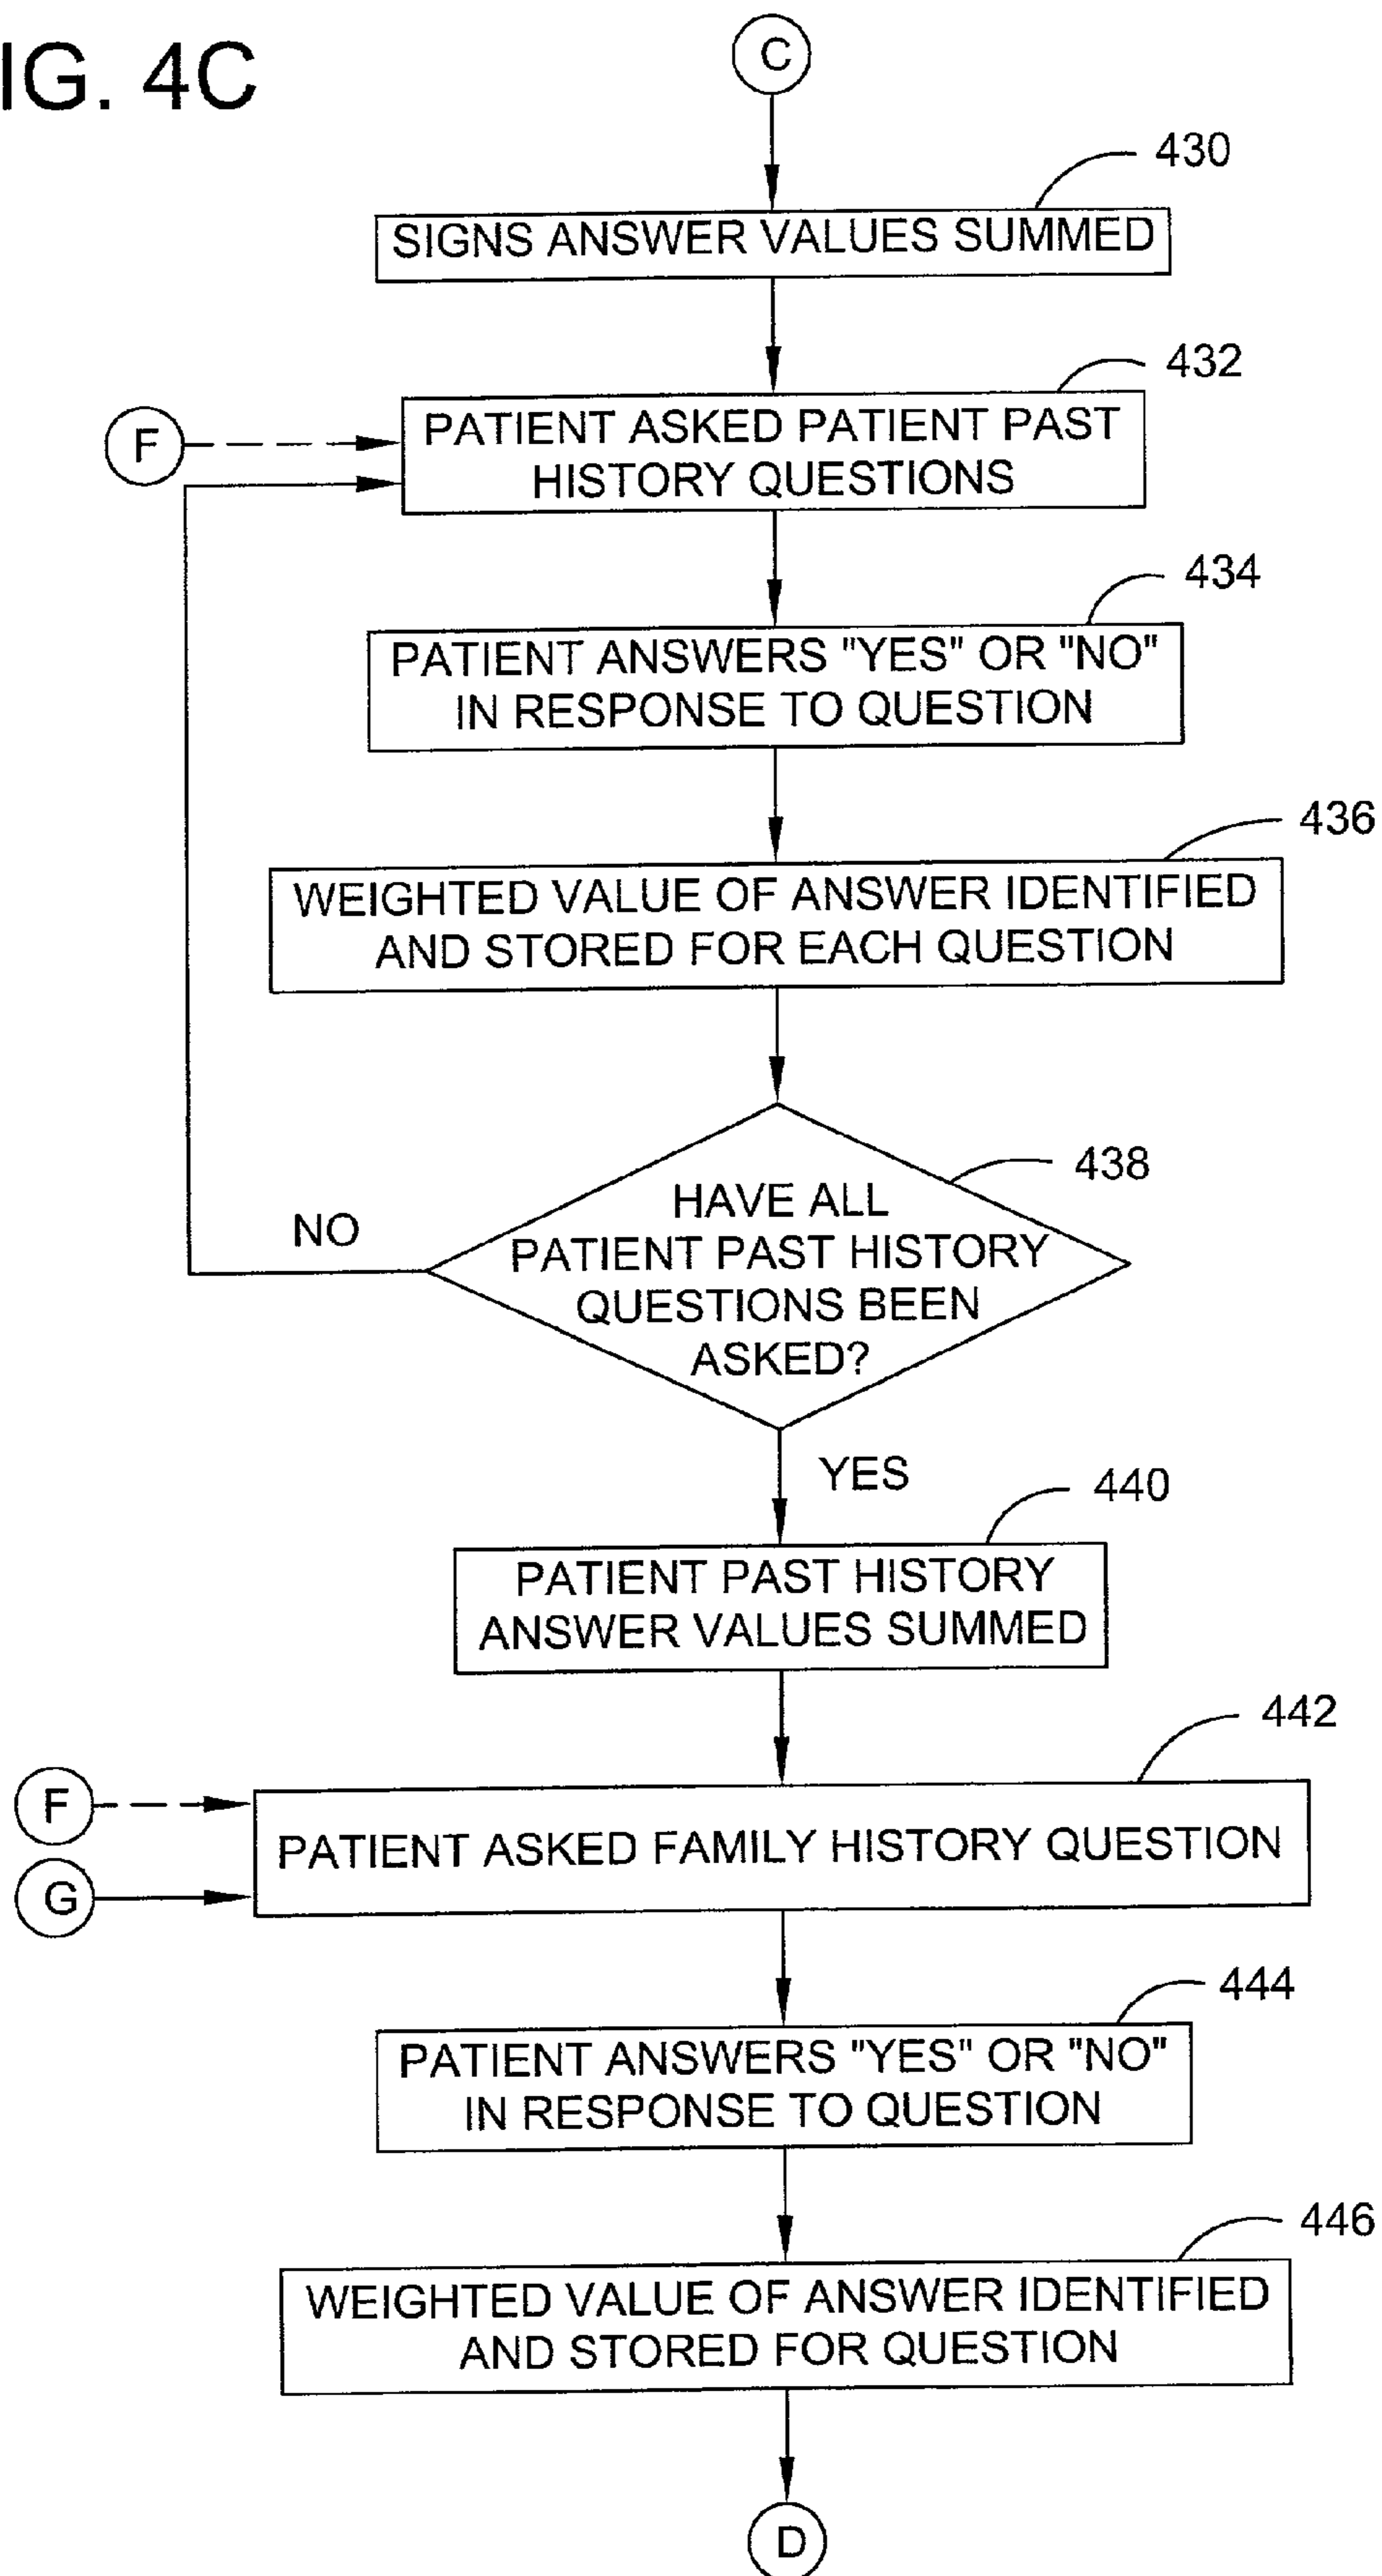 IG. 4C
C
430
SIGNS ANSWER VALUES SUMMED
432
F
PATIENT ASKED PATIENT PAST
HISTORY QUESTIONS
434
PATIENT ANSWERS "YES" OR "NO"
IN RESPONSE TO QUESTION
436
WEIGHTED VALUE OF ANSWER IDENTIFIED
AND STORED FOR EACH QUESTION
438
NO
HAVE ALL
PATIENT PAST HISTORY
QUESTIONS BEEN
ASKED?
YES
440
PATIENT PAST HISTORY
ANSWER VALUES SUMMED
442
F
PATIENT ASKED FAMILY HISTORY QUESTION
G
444
PATIENT ANSWERS "YES" OR "NO"
IN RESPONSE TO QUESTION
446
WEIGHTED VALUE OF ANSWER IDENTIFIED
AND STORED FOR QUESTION
D